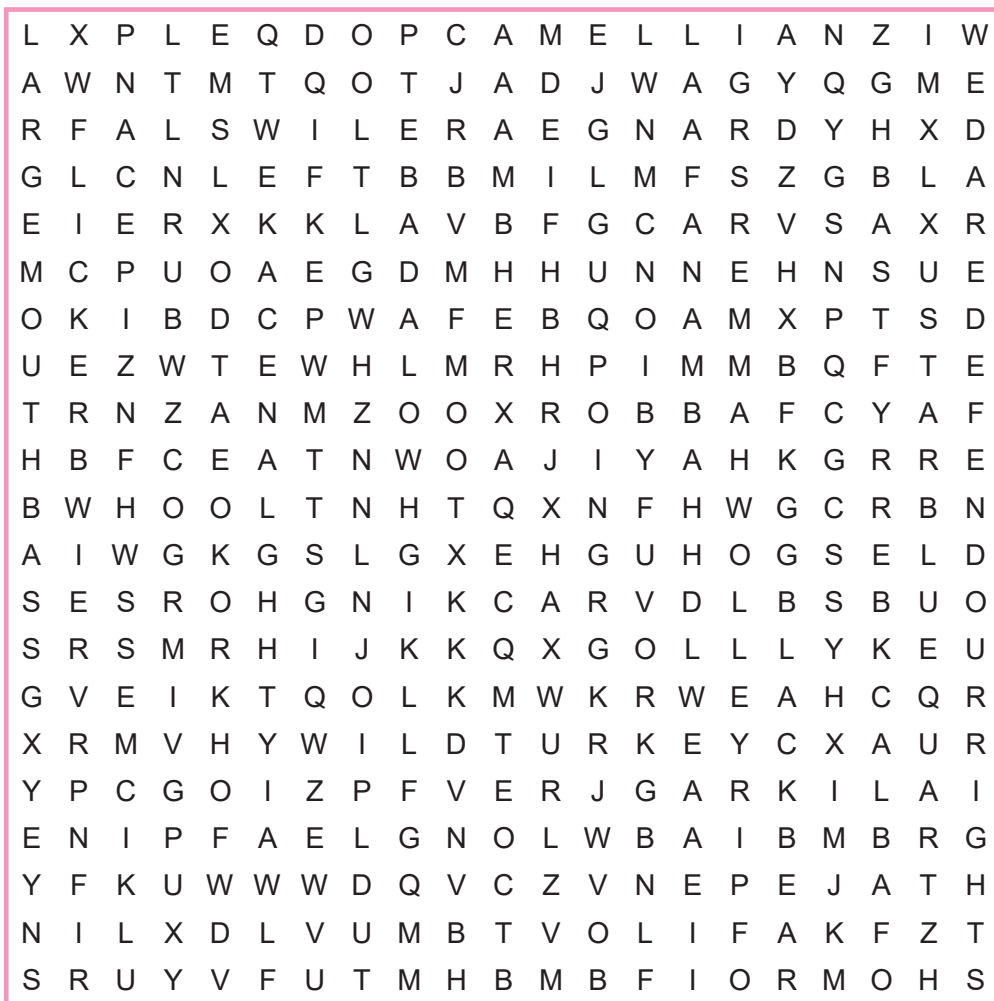 L X P L E Q D O P C A M E L L I A N Z I W
A W N T M T Q O T J A D J W A G Y Q G M E
R F A L S W I L E R A E G N A R D Y H X D
G L C N L E F T B B M I L M F S Z G B L A
E I E R X K K L A V B F G C A R V S A X R
M C P U O A E G D M H H U N N E H N S U E
O K I B D C P W A F E B Q O A M X P T S D
U E Z W T E W H L M R H P I M M B Q F T E
T R N Z A N M Z O O X R O B B A F C Y A F
H B F C E A T N W O A J I Y A H K G R R E
B W H O O L T N H T Q X N F H W G C R B N
A I W G K G S L G X E H G U H O G S E L D
S E S R O H G N I K C A R V D L B S B U O
S R S M R H I J K K Q X G O L L L Y K E U
G V E I K T Q O L K M W K R W E A H C Q R
X R M V H Y W I L D T U R K E Y C X A U R
Y P C G O I Z P F V E R J G A R K I L A I
E N I P F A E L G N O L W B A I B M B R G
Y F K U W W W D Q V C Z V N E P E J A T H
N I L X D L V U M B T V O L I F A K F Z T
S R U Y V F U T M H B M B F I O R M O H S